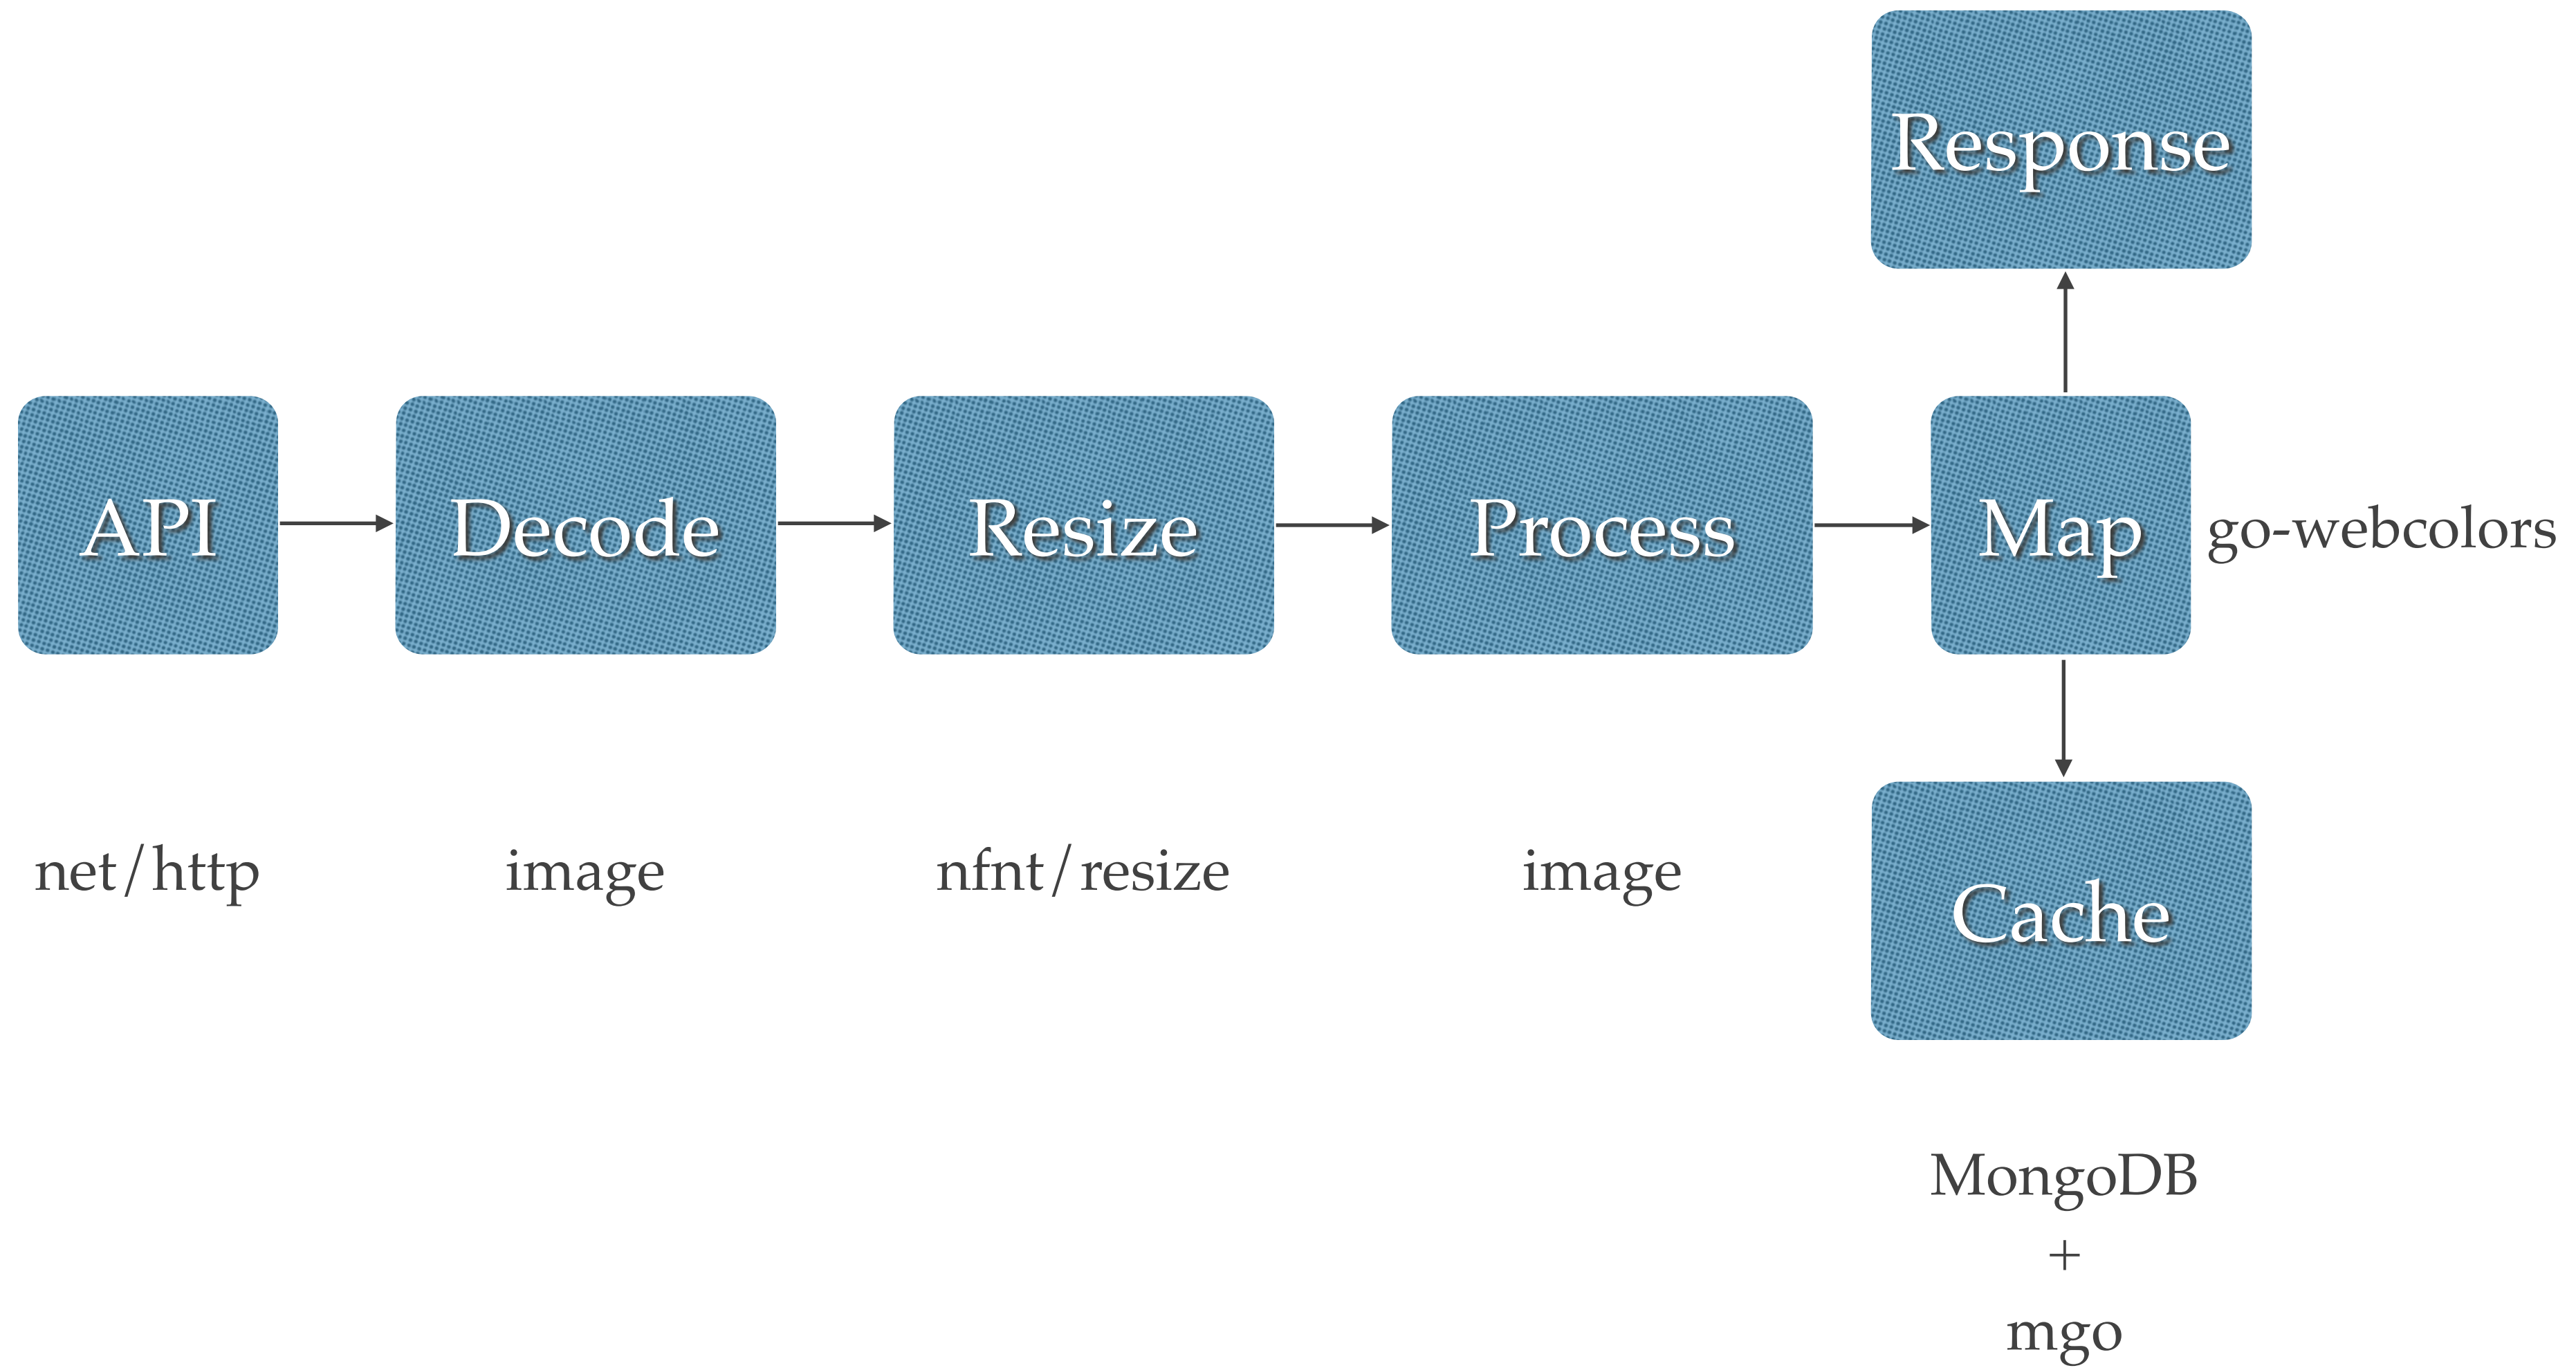 Response
API
Decode
Resize
Process
Map
go-webcolors
net/http
image
nfnt/resize
image
Cache
MongoDB
+
mgo